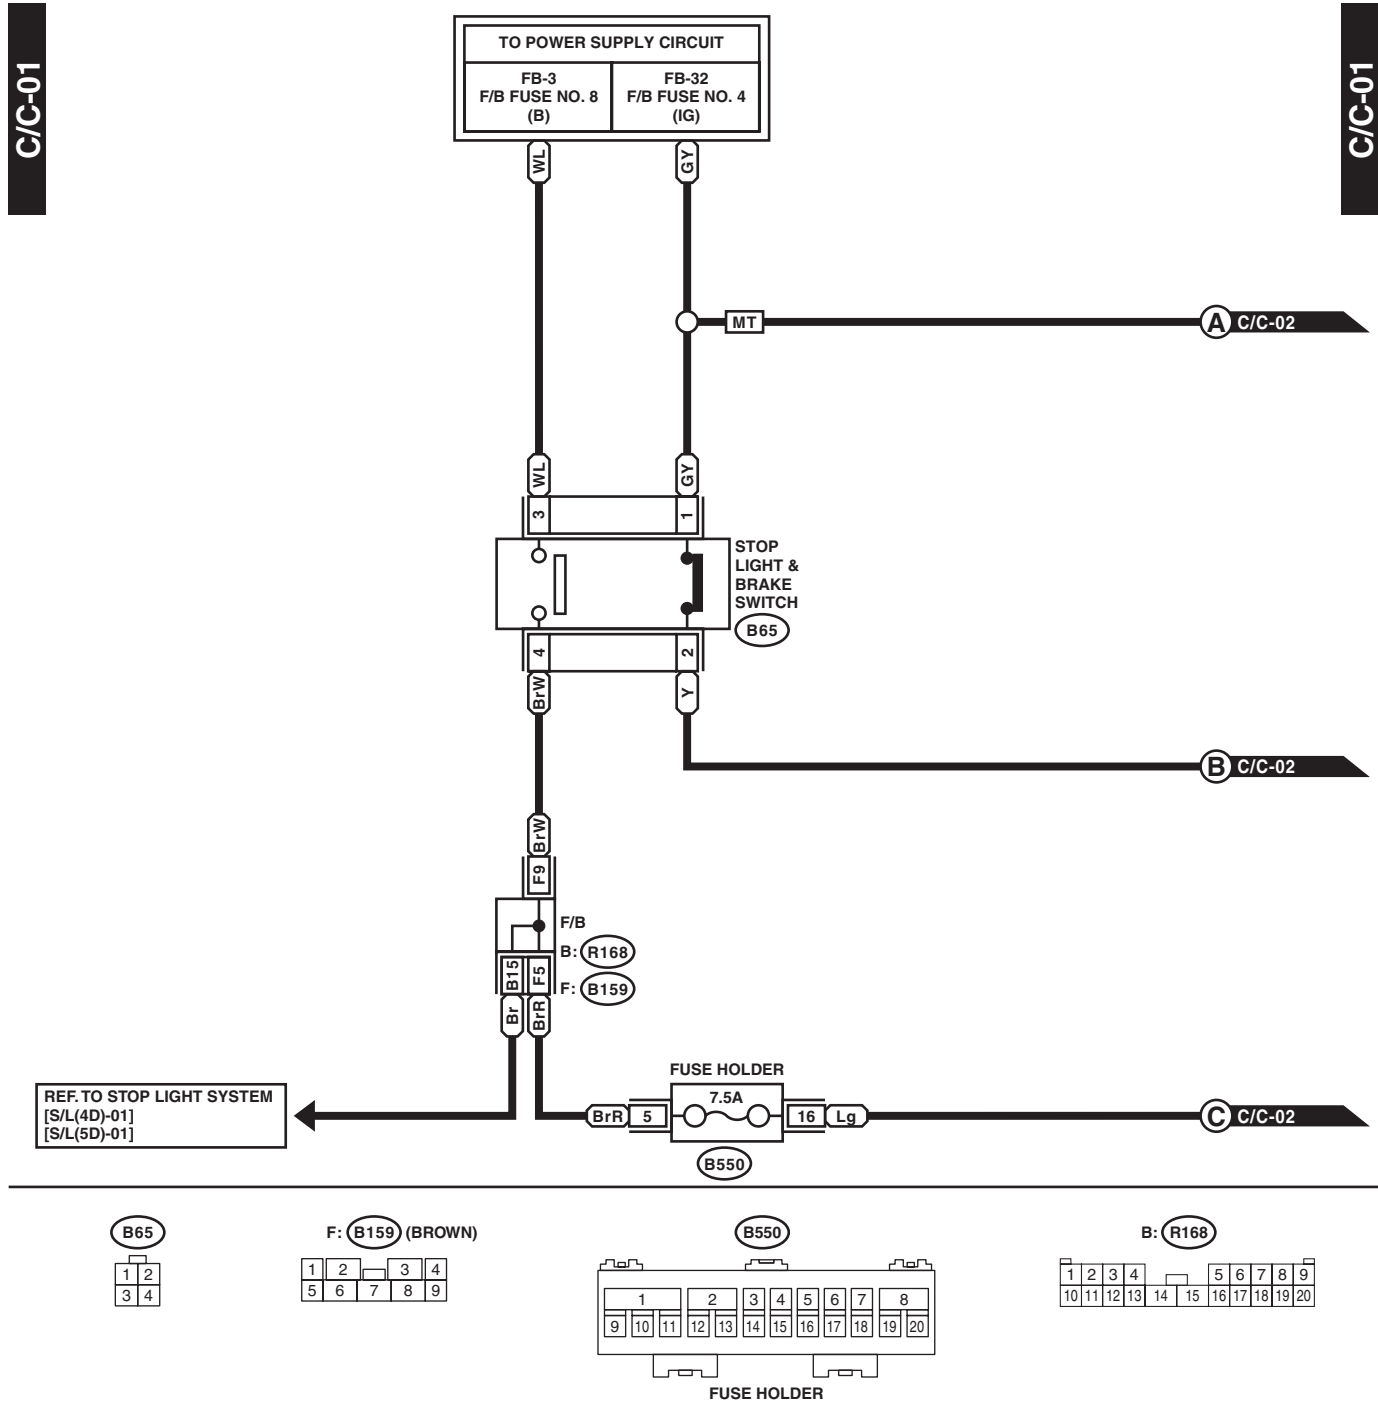 C/C-01
C/C-01
TO POWER SUPPLY CIRCUIT
FB-3
F/B FUSE NO. 8
(B)
FB-32
F/B FUSE NO. 4
(IG)
WL
GY
MT
A C/C-02
WL
GY
3
1
STOP
LIGHT &
BRAKE
SWITCH
B65
4
2
BrW
Y
B C/C-02
BrW
F9
F/B
B: R168
B15
F5
F: B159
Br
BrR
REF. TO STOP LIGHT SYSTEM
[S/L(4D)-01]
[S/L(5D)-01]
FUSE HOLDER
7.5A
BrR 5
16 Lg
C C/C-02
B550
B65
1 2
3 4
F: B159 (BROWN)
1 2 3 4
5 6 7 8 9
B550
1 2 3 4 5 6 7 8
9 10 11 12 13 14 15 16 17 18 19 20
FUSE HOLDER
B: R168
1 2 3 4 5 6 7 8 9
10 11 12 13 14 15 16 17 18 19 20